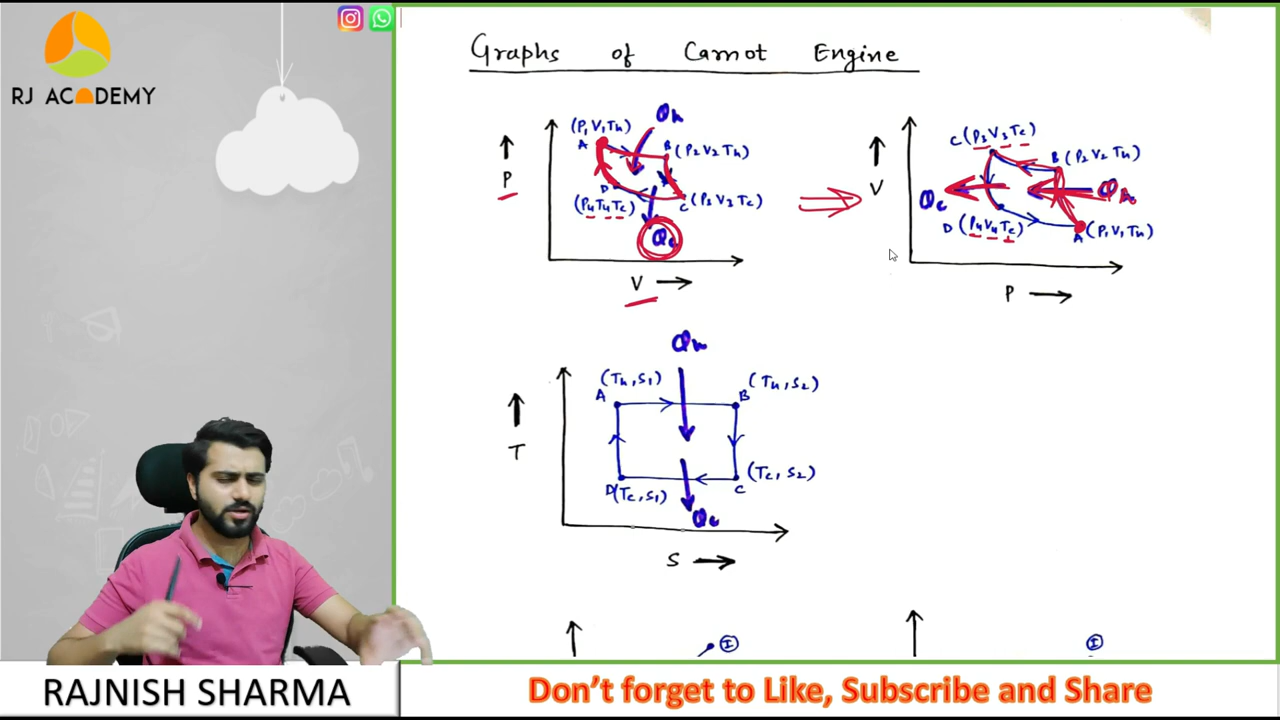 RJ ACADEMY
Graphs of Carnot Engine
P
V
Qh
(P1 V1 Th)
A
B (P2 V2 Th)
C (P3 V3 Tc)
D
(P4 T4 Tc)
Qc
V
P
C (P3 V3 Tc)
B (P2 V2 Th)
Qc
Qh
D (P4 V4 Tc)
A (P1 V1 Th)
T
S
Qh
(Th, S1)
A
B (Th, S2)
D (Tc, S1)
C (Tc, S2)
Qc
I
I
RAJNISH SHARMA
Don't forget to Like, Subscribe and Share